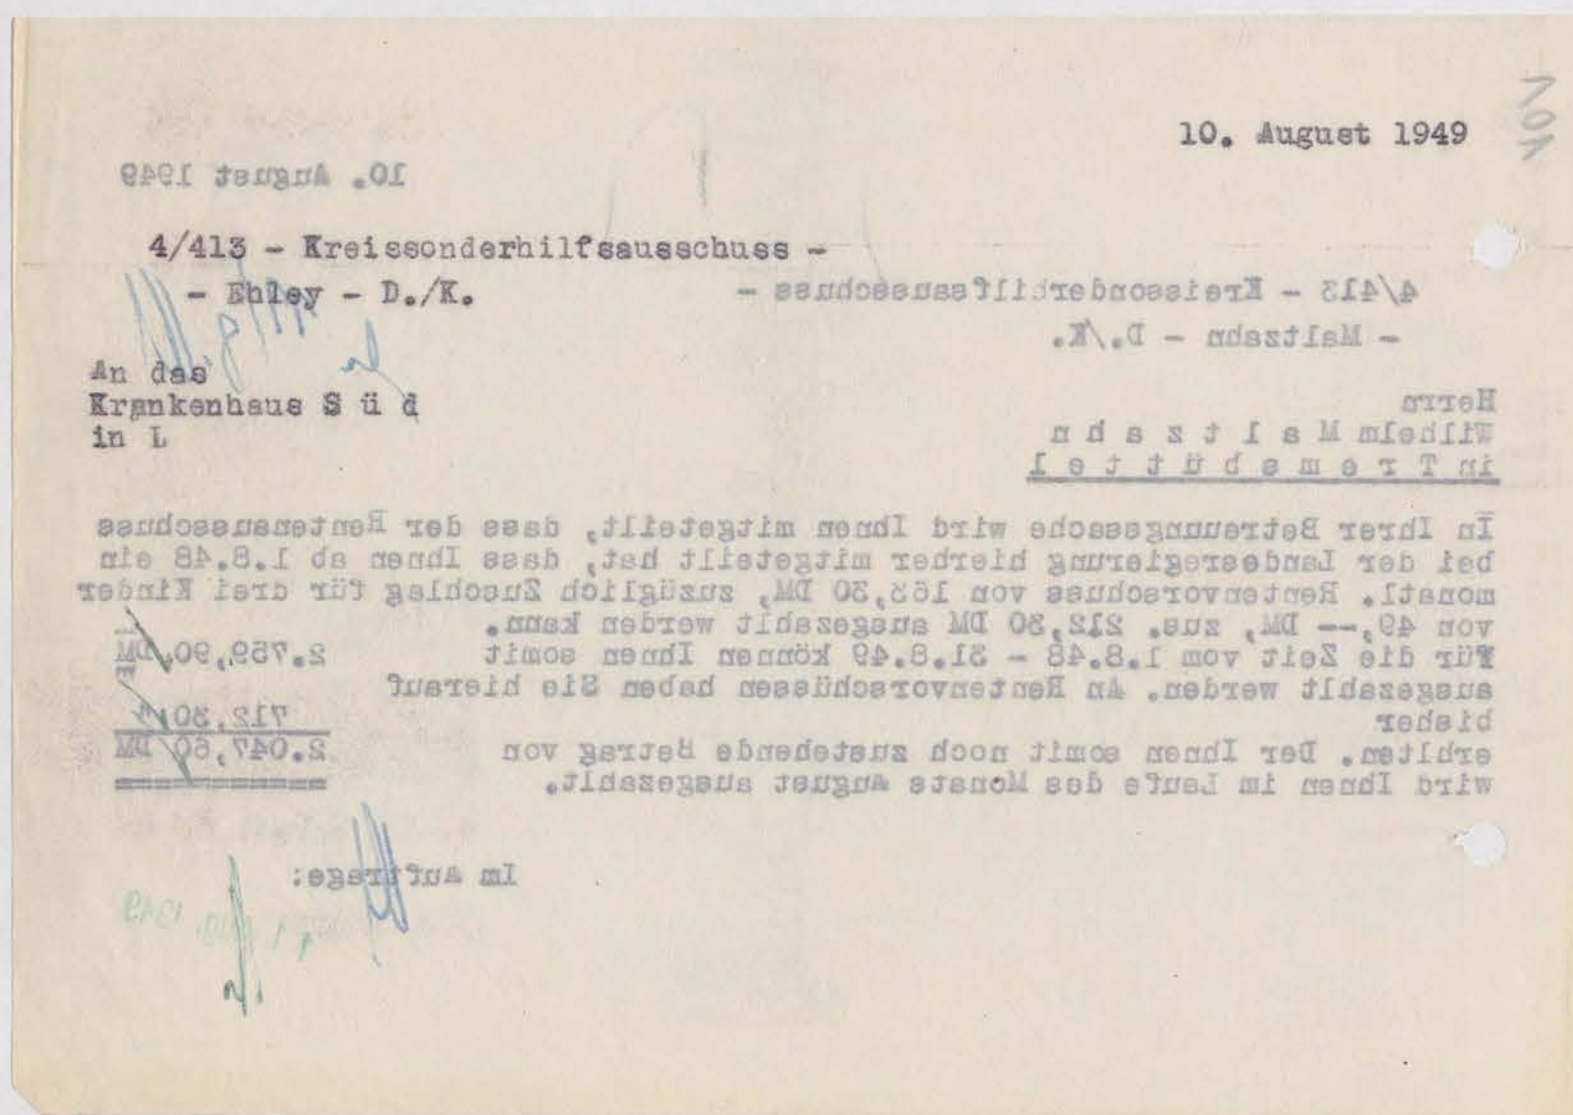 101
10. August 1949
4/413 - Kreissonderhilfsausschuss -
- Ehley - D./K.
An das
Krankenhaus S ü d
in L
10. August 1949
4/413 - Kreissonderhilfsausschuss -
- Maltzahn - D./K.
Herrn
Wilhelm M a l t z a h n
in T r e m s b ü t t e l
In Ihrer Betreuungssache wird Ihnen mitgeteilt, dass der Rentenausschuss
bei der Landesregierung hierher mitgeteilt hat, dass Ihnen ab 1.8.48 ein
monatl. Rentenvorschuss von 163,30 DM, zuzüglich Zuschlag für drei Kinder
von 49,-- DM, zus. 212,30 DM ausgezahlt werden kann.
für die Zeit vom 1.8.48 - 31.8.49 können Ihnen somit 2.759,90 DM
ausgezahlt werden. An Rentenvorschüssen haben Sie hierauf
bisher 712,30 "
erhlten. Der Ihnen somit noch zustehende Betrag von 2.047,60 DM
wird Ihnen im Laufe des Monats August ausgezahlt.
Im Auftrage: